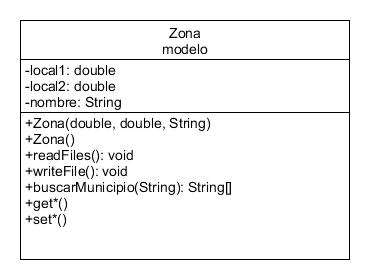 Zona
modelo
-local1: double
-local2: double
-nombre: String
+Zona(double, double, String)
+Zona()
+readFiles(): void
+writeFile(): void
+buscarMunicipio(String): String[]
+get*()
+set*()